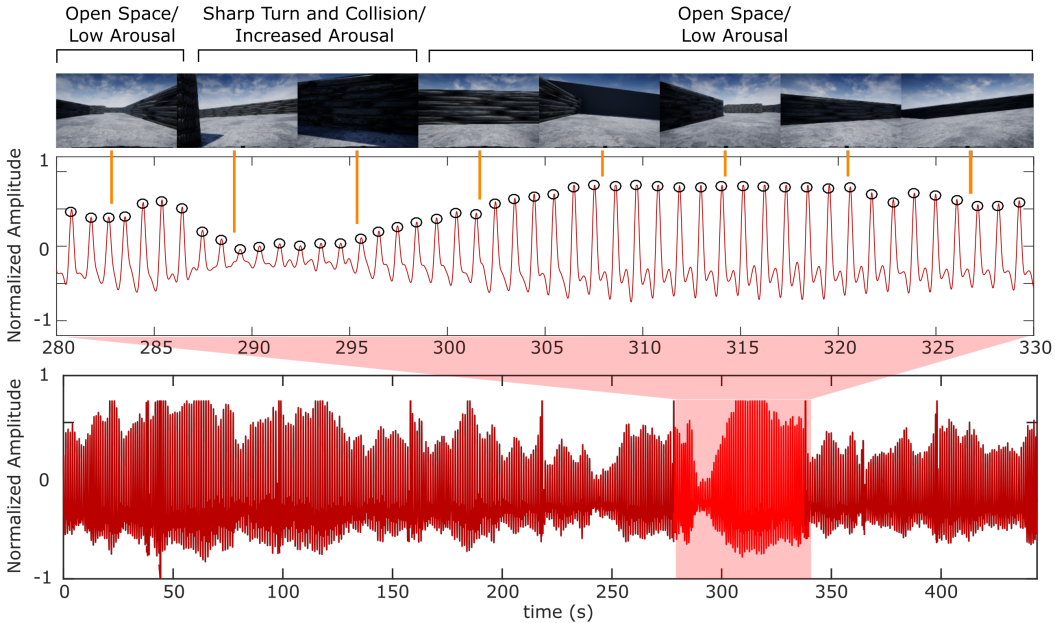 Open Space/
Low Arousal
Sharp Turn and Collision/
Increased Arousal
Open Space/
Low Arousal
Normalized Amplitude
1
0
-1
280 285 290 295 300 305 310 315 320 325 330
Normalized Amplitude
1
0
-1
0 50 100 150 200 250 300 350 400
time (s)